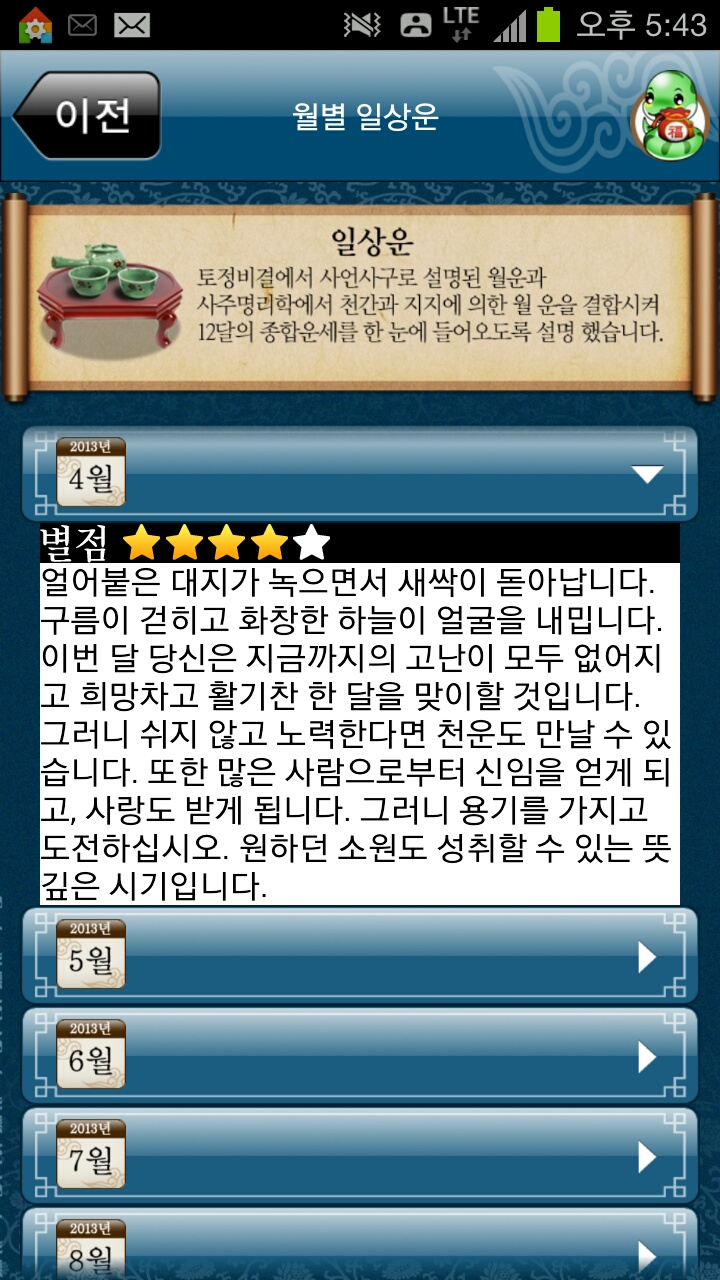 LTE
오후 5:43
이전
월별 일상운
福
일상운
토정비결에서 사언사구로 설명된 월운과
사주명리학에서 천간과 지지에 의한 월 운을 결합시켜
12달의 종합운세를 한 눈에 들어오도록 설명 했습니다.
2013년
4월
별점
얼어붙은 대지가 녹으면서 새싹이 돋아납니다.
구름이 걷히고 화창한 하늘이 얼굴을 내밉니다.
이번 달 당신은 지금까지의 고난이 모두 없어지
고 희망차고 활기찬 한 달을 맞이할 것입니다.
그러니 쉬지 않고 노력한다면 천운도 만날 수 있
습니다. 또한 많은 사람으로부터 신임을 얻게 되
고, 사랑도 받게 됩니다. 그러니 용기를 가지고
도전하십시오. 원하던 소원도 성취할 수 있는 뜻
깊은 시기입니다.
2013년
5월
2013년
6월
2013년
7월
2013년
8월